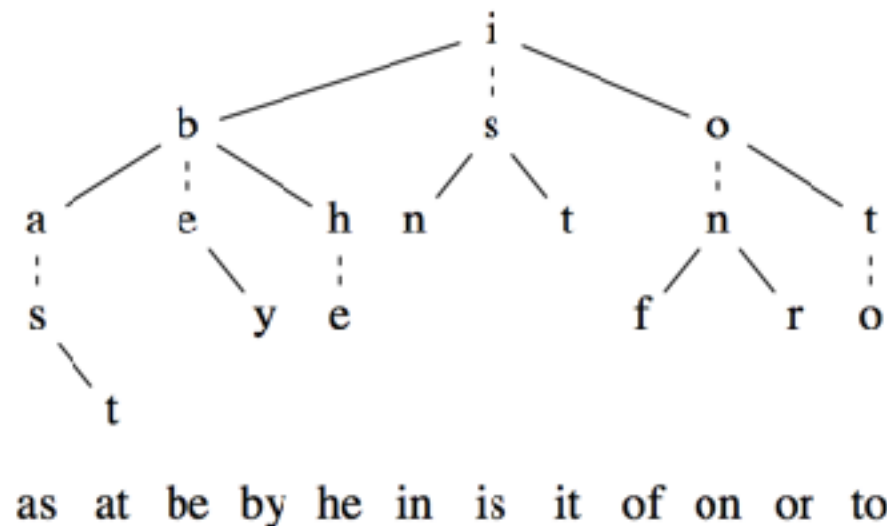 i
b s o
a e h n t n t
s y e f r o
t
as at be by he in is it of on or to